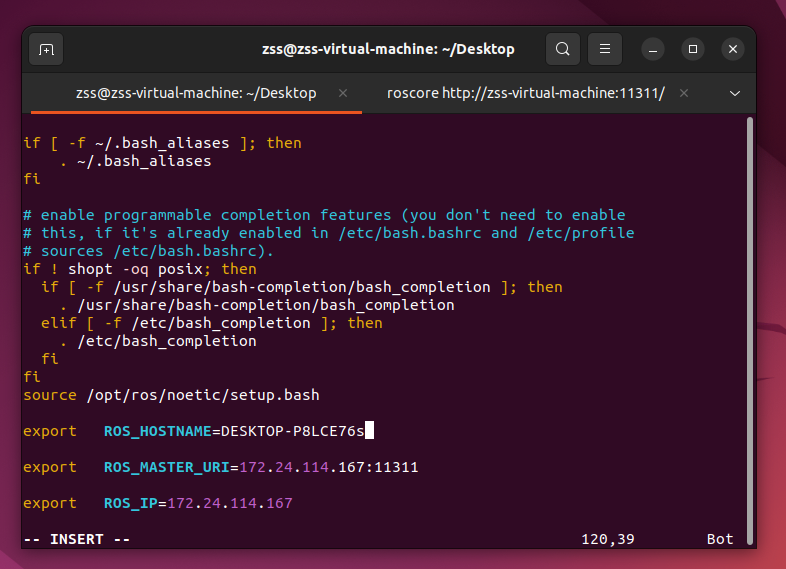 zss@zss-virtual-machine: ~/Desktop
zss@zss-virtual-machine: ~/Desktop
roscore http://zss-virtual-machine:11311/
if [ -f ~/.bash_aliases ]; then
    . ~/.bash_aliases
fi
# enable programmable completion features (you don't need to enable
# this, if it's already enabled in /etc/bash.bashrc and /etc/profile
# sources /etc/bash.bashrc).
if ! shopt -oq posix; then
  if [ -f /usr/share/bash-completion/bash_completion ]; then
    . /usr/share/bash-completion/bash_completion
  elif [ -f /etc/bash_completion ]; then
    . /etc/bash_completion
  fi
fi
source /opt/ros/noetic/setup.bash
export   ROS_HOSTNAME=DESKTOP-P8LCE76s
export   ROS_MASTER_URI=172.24.114.167:11311
export   ROS_IP=172.24.114.167
-- INSERT --                                              120,39        Bot